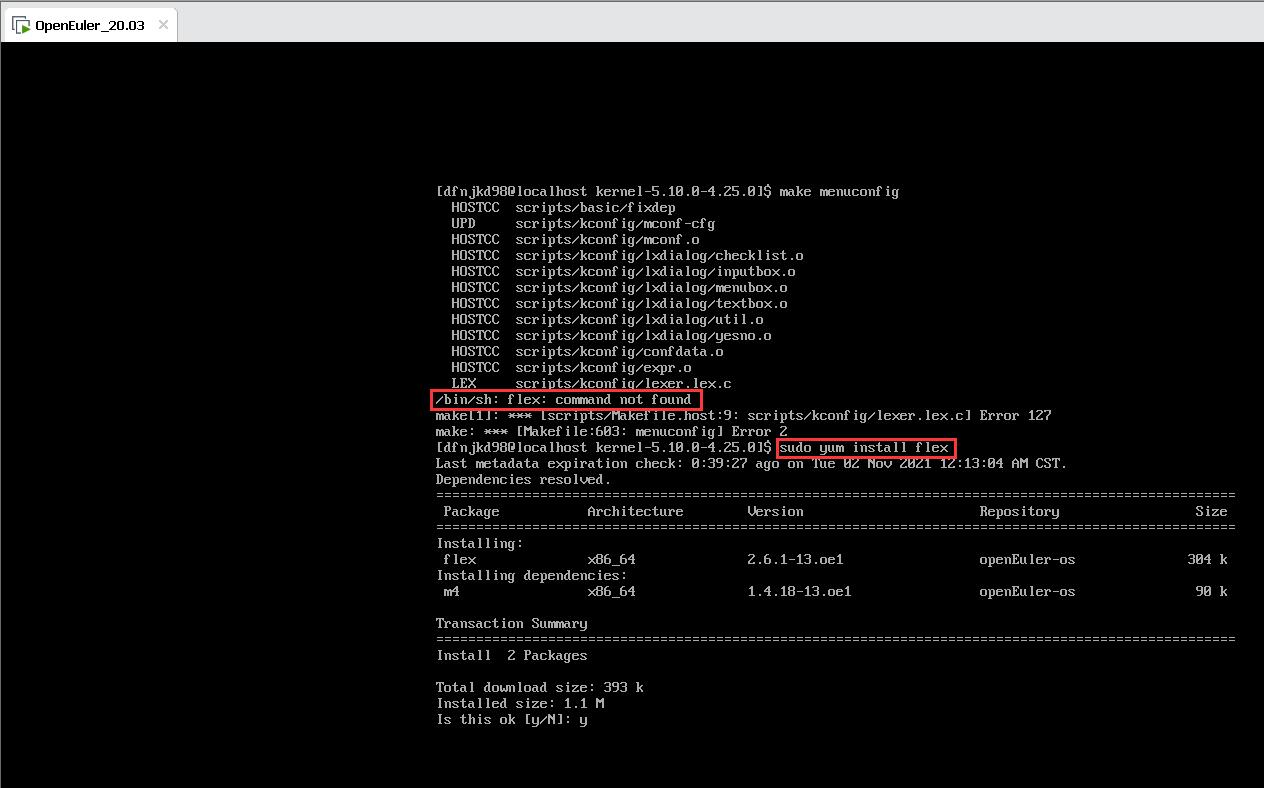 OpenEuler_20.03
[dfnjkd98@localhost kernel-5.10.0-4.25.0]$ make menuconfig
HOSTCC scripts/basic/fixdep
UPD scripts/kconfig/mconf-cfg
HOSTCC scripts/kconfig/mconf.o
HOSTCC scripts/kconfig/lxdialog/checklist.o
HOSTCC scripts/kconfig/lxdialog/inputbox.o
HOSTCC scripts/kconfig/lxdialog/menubox.o
HOSTCC scripts/kconfig/lxdialog/textbox.o
HOSTCC scripts/kconfig/lxdialog/util.o
HOSTCC scripts/kconfig/lxdialog/yesno.o
HOSTCC scripts/kconfig/confdata.o
HOSTCC scripts/kconfig/expr.o
LEX scripts/kconfig/lexer.lex.c
/bin/sh: flex: command not found
make[1]: *** [scripts/Makefile.host:9: scripts/kconfig/lexer.lex.c] Error 127
make: *** [Makefile:603: menuconfig] Error 2
[dfnjkd98@localhost kernel-5.10.0-4.25.0]$ sudo yum install flex
Last metadata expiration check: 0:39:27 ago on Tue 02 Nov 2021 12:13:04 AM CST.
Dependencies resolved.
====================================================================================================
Package Architecture Version Repository Size
====================================================================================================
Installing:
flex x86_64 2.6.1-13.oe1 openEuler-os 304 k
Installing dependencies:
m4 x86_64 1.4.18-13.oe1 openEuler-os 90 k
Transaction Summary
====================================================================================================
Install 2 Packages
Total download size: 393 k
Installed size: 1.1 M
Is this ok [y/N]: y